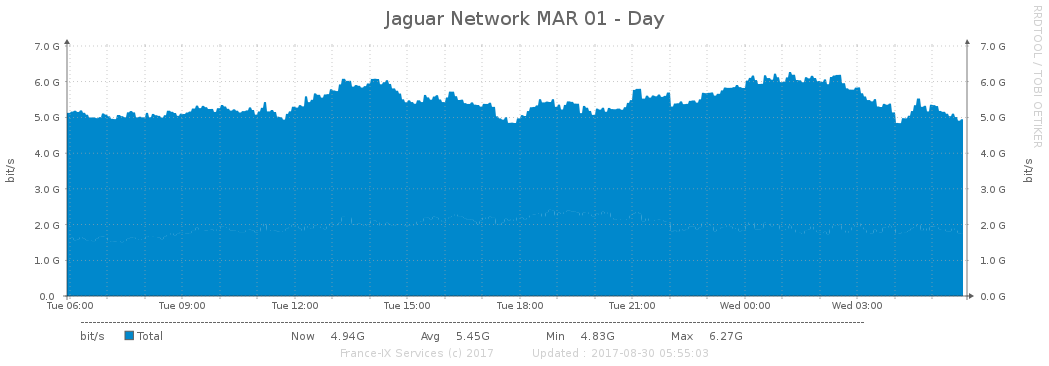 Jaguar Network MAR 01 - Day
RRDTOOL / TOBI OETIKER
7.0 G 7.0 G
6.0 G 6.0 G
5.0 G 5.0 G
4.0 G 4.0 G
bit/s bit/s
3.0 G 3.0 G
2.0 G 2.0 G
1.0 G 1.0 G
0.0 0.0 G
Tue 06:00 Tue 09:00 Tue 12:00 Tue 15:00 Tue 18:00 Tue 21:00 Wed 00:00 Wed 03:00
bit/s Total Now 4.94G Avg 5.45G Min 4.83G Max 6.27G
France-IX Services (c) 2017 Updated : 2017-08-30 05:55:03